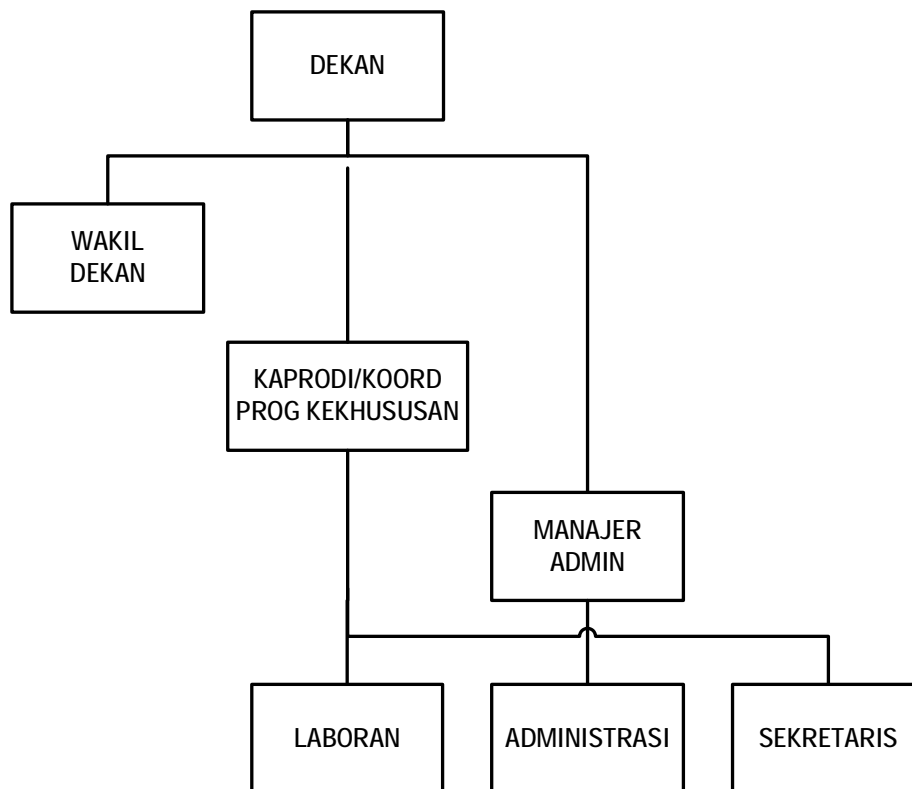 DEKAN
WAKIL
DEKAN
KAPRODI/KOORD
PROG KEKHUSUSAN
MANAJER
ADMIN
LABORAN
ADMINISTRASI
SEKRETARIS